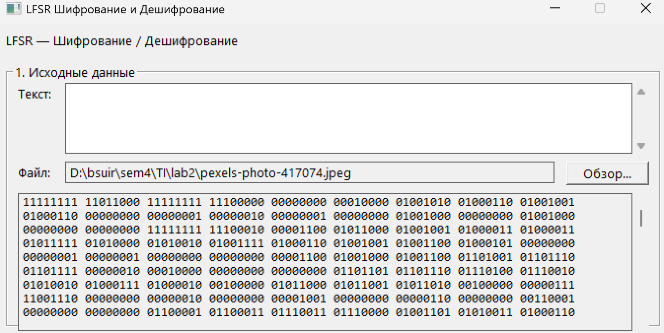 LFSR Шифрование и Дешифрование
LFSR — Шифрование / Дешифрование
1. Исходные данные
Текст:
Файл: D:\bsuir\sem4\TI\lab2\pexels-photo-417074.jpeg Обзор...
11111111 11011000 11111111 11100000 00000000 00010000 01001010 01000110 01001001
01000110 00000000 00000001 00000010 00000001 00000000 01001000 00000000 01001000
00000000 00000000 11111111 11100010 00001100 01011000 01001001 01000011 01000011
01011111 01010000 01010010 01001111 01000110 01001001 01001100 01000101 00000000
00000001 00000001 00000000 00000000 00001100 01001000 01001100 01101001 01101110
01101111 00000010 00010000 00000000 00000000 01101101 01101110 01110100 01110010
01010010 01000111 01000010 00100000 01011000 01011001 01011010 00100000 00000111
11001110 00000000 00000010 00000000 00001001 00000000 00000110 00000000 00110001
00000000 00000000 01100001 01100011 01110011 01110000 01001101 01010011 01000110